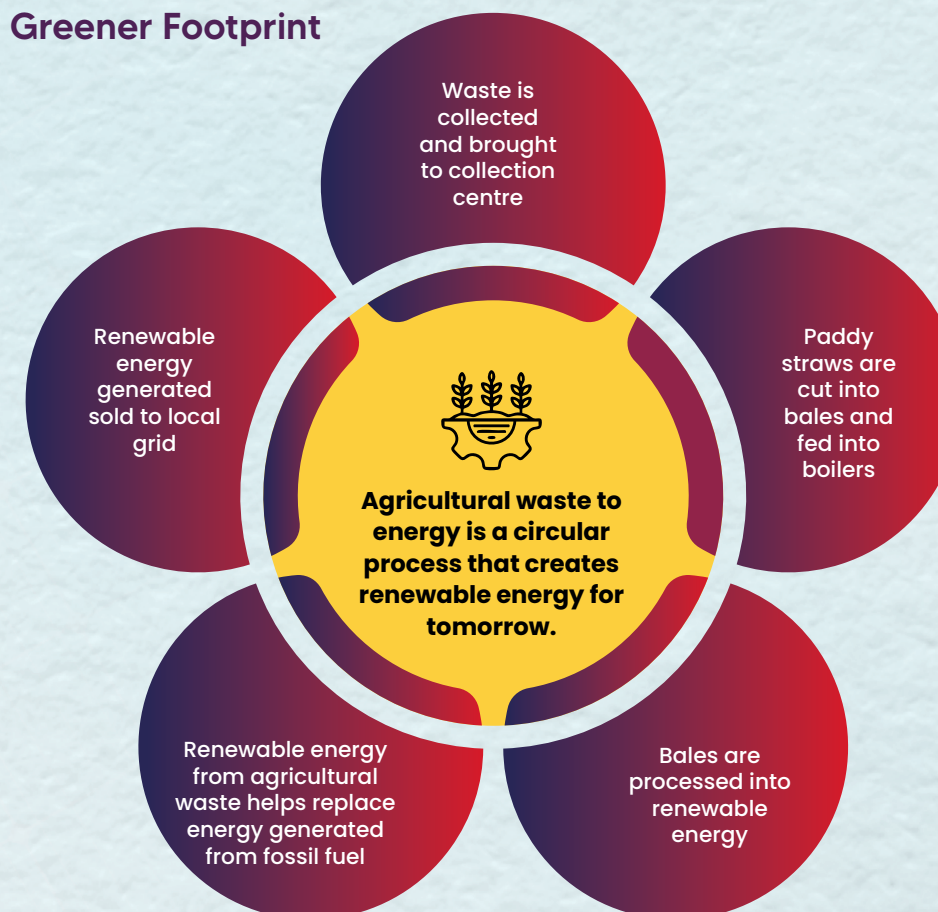 Greener Footprint
Waste is
collected
and brought
to collection
centre
Paddy
straws are
cut into
bales and
fed into
boilers
Bales are
processed into
renewable
energy
Renewable energy
from agricultural
waste helps replace
energy generated
from fossil fuel
Renewable
energy
generated
sold to local
grid
Agricultural waste to
energy is a circular
process that creates
renewable energy for
tomorrow.